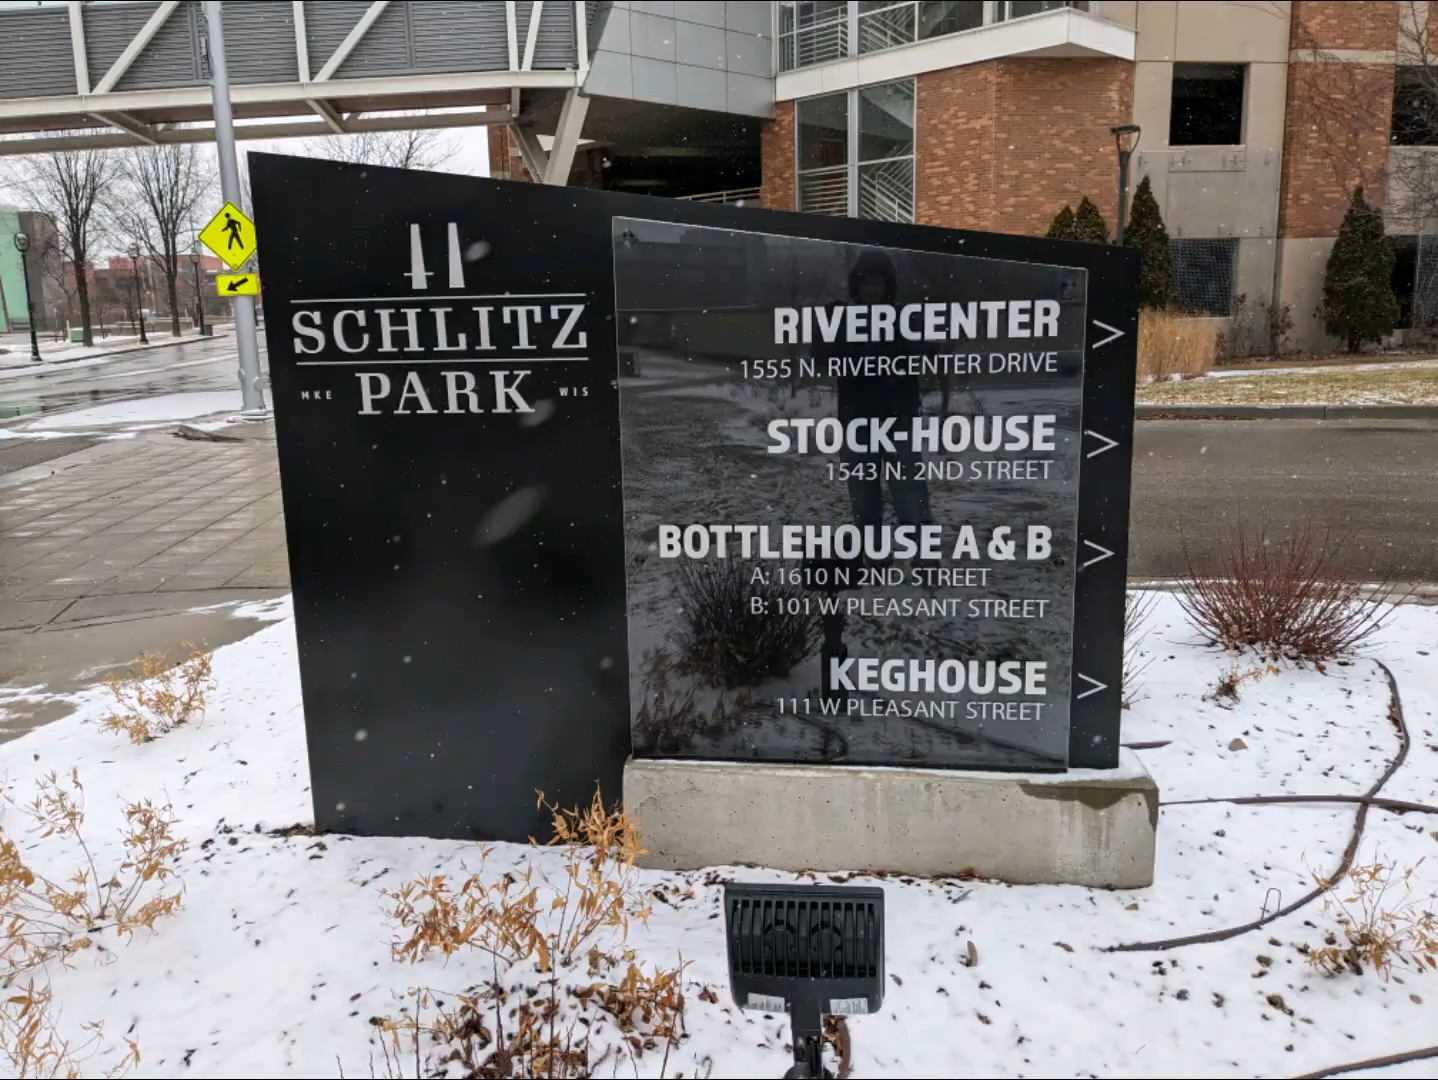 SCHLITZ
MKE PARK WIS
RIVERCENTER >
1555 N. RIVERCENTER DRIVE
STOCK-HOUSE >
1543 N. 2ND STREET
BOTTLEHOUSE A & B >
A: 1610 N 2ND STREET
B: 101 W PLEASANT STREET
KEGHOUSE >
111 W PLEASANT STREET